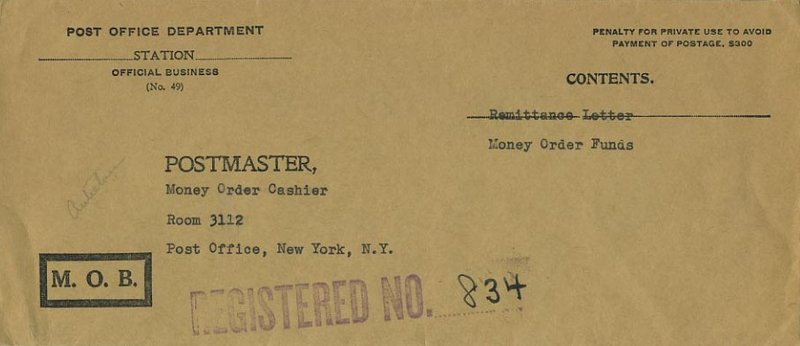 POST OFFICE DEPARTMENT
STATION
OFFICIAL BUSINESS
(No. 49)
PENALTY FOR PRIVATE USE TO AVOID
PAYMENT OF POSTAGE, $300
CONTENTS.
Remittance Letter
Money Order Funds
POSTMASTER,
Money Order Cashier
Room 3112
Post Office, New York, N.Y.
M. O. B.
REGISTERED NO. 834